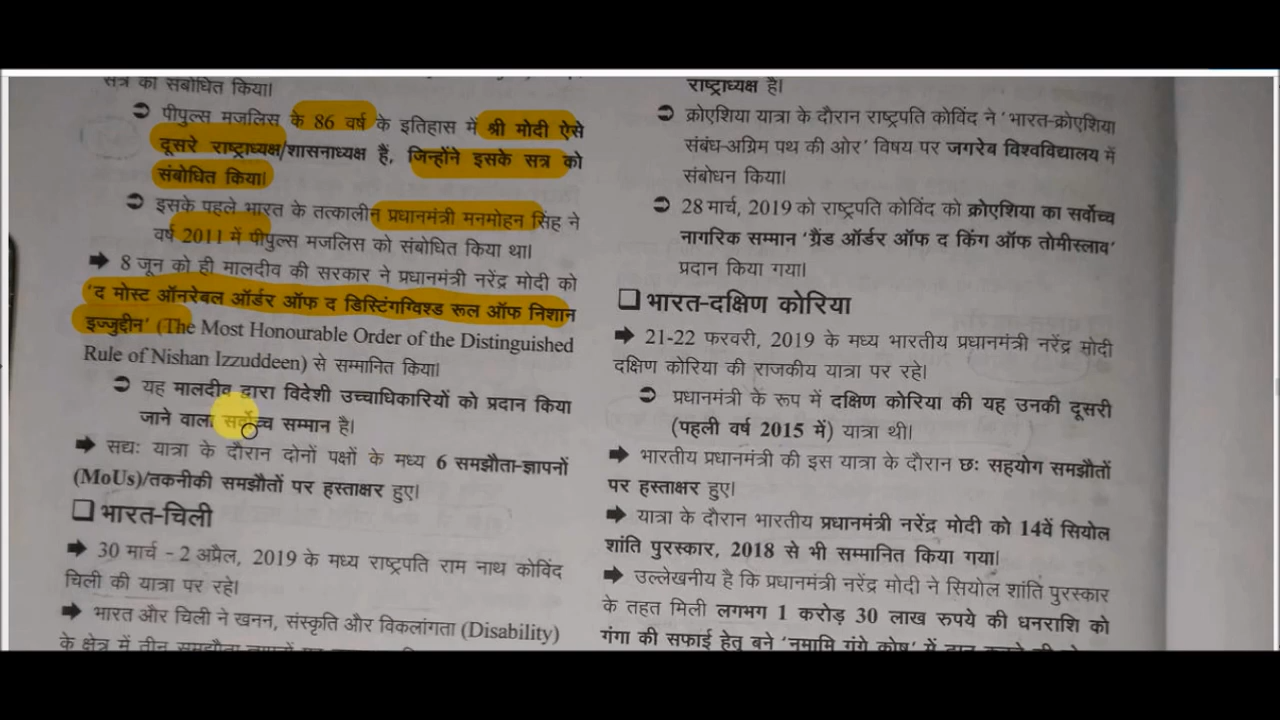 सत्र को संबोधित किया।
➲ पीपुल्स मजलिस के 86 वर्ष के इतिहास में श्री मोदी ऐसे
दूसरे राष्ट्राध्यक्ष/शासनाध्यक्ष हैं, जिन्होंने इसके सत्र को
संबोधित किया।
➲ इसके पहले भारत के तत्कालीन प्रधानमंत्री मनमोहन सिंह ने
वर्ष 2011 में पीपुल्स मजलिस को संबोधित किया था।
➡ 8 जून को ही मालदीव की सरकार ने प्रधानमंत्री नरेंद्र मोदी को
'द मोस्ट ऑनरेबल ऑर्डर ऑफ द डिस्टिंगग्विश्ड रूल ऑफ निशान
इज्जुद्दीन' (The Most Honourable Order of the Distinguished
Rule of Nishan Izzuddeen) से सम्मानित किया।
➲ यह मालदीव द्वारा विदेशी उच्चाधिकारियों को प्रदान किया
जाने वाला सर्वोच्च सम्मान है।
➡ सद्यः यात्रा के दौरान दोनों पक्षों के मध्य 6 समझौता-ज्ञापनों
(MoUs)/तकनीकी समझौतों पर हस्ताक्षर हुए।
❑ भारत-चिली
➡ 30 मार्च - 2 अप्रैल, 2019 के मध्य राष्ट्रपति राम नाथ कोविंद
चिली की यात्रा पर रहे।
➡ भारत और चिली ने खनन, संस्कृति और विकलांगता (Disability)
के क्षेत्र में तीन
राष्ट्राध्यक्ष है।
➲ क्रोएशिया यात्रा के दौरान राष्ट्रपति कोविंद ने 'भारत-क्रोएशिया
संबंध-अग्रिम पथ की ओर' विषय पर जगरेब विश्वविद्यालय में
संबोधन किया।
➲ 28 मार्च, 2019 को राष्ट्रपति कोविंद को क्रोएशिया का सर्वोच्च
नागरिक सम्मान 'ग्रैंड ऑर्डर ऑफ द किंग ऑफ तोमीस्लाव'
प्रदान किया गया।
❑ भारत-दक्षिण कोरिया
➡ 21-22 फरवरी, 2019 के मध्य भारतीय प्रधानमंत्री नरेंद्र मोदी
दक्षिण कोरिया की राजकीय यात्रा पर रहे।
➲ प्रधानमंत्री के रूप में दक्षिण कोरिया की यह उनकी दूसरी
(पहली वर्ष 2015 में) यात्रा थी।
➡ भारतीय प्रधानमंत्री की इस यात्रा के दौरान छः सहयोग समझौतों
पर हस्ताक्षर हुए।
➡ यात्रा के दौरान भारतीय प्रधानमंत्री नरेंद्र मोदी को 14वें सियोल
शांति पुरस्कार, 2018 से भी सम्मानित किया गया।
➡ उल्लेखनीय है कि प्रधानमंत्री नरेंद्र मोदी ने सियोल शांति पुरस्कार
के तहत मिली लगभग 1 करोड़ 30 लाख रुपये की धनराशि को
गंगा की सफाई हेतु बने 'नमामि गंगे कोष' में